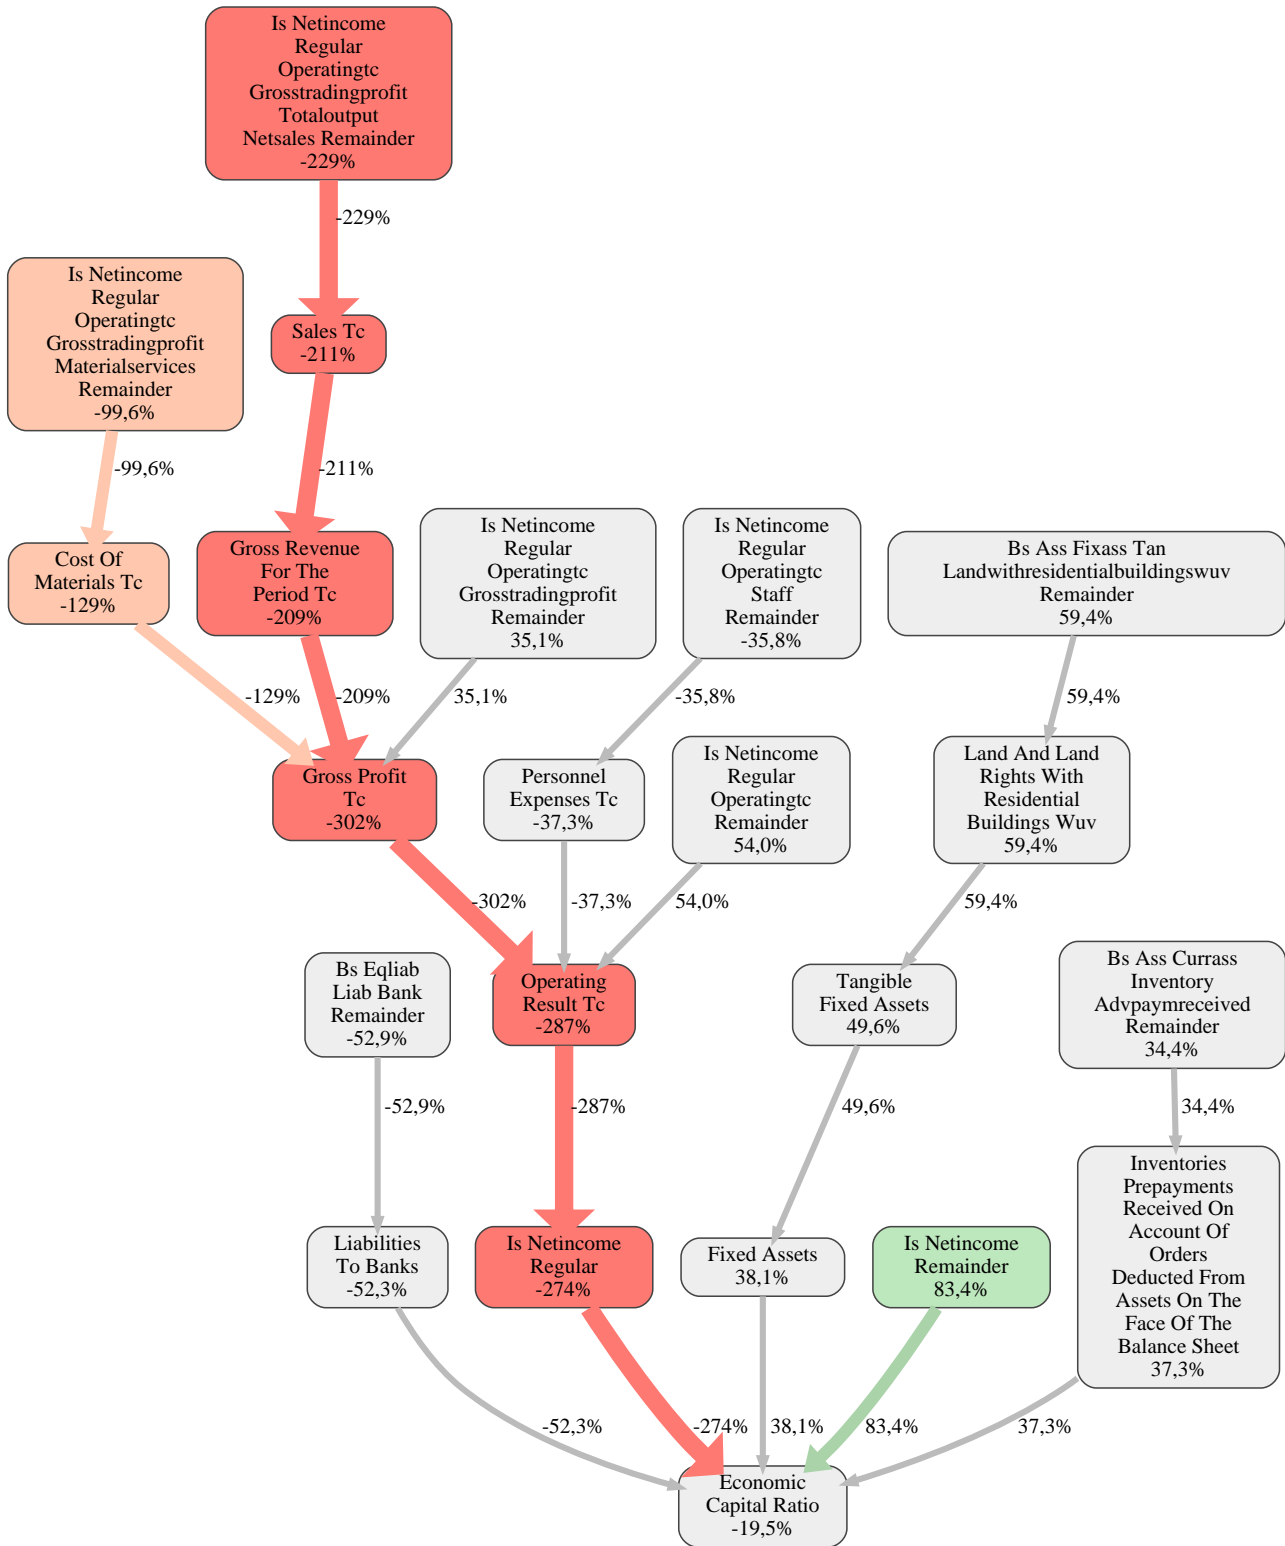 Is Netincome
Regular
Operatingtc
Grosstradingprofit
Totaloutput
Netsales Remainder
-229%
-229%
Is Netincome
Regular
Operatingtc
Grosstradingprofit
Materialservices
Remainder
-99,6%
Sales Tc
-211%
-99,6%
-211%
Cost Of
Materials Tc
-129%
Gross Revenue
For The
Period Tc
-209%
Is Netincome
Regular
Operatingtc
Grosstradingprofit
Remainder
35,1%
Is Netincome
Regular
Operatingtc
Staff
Remainder
-35,8%
Bs Ass Fixass Tan
Landwithresidentialbuildingswuv
Remainder
59,4%
-129%
-209%
35,1%
-35,8%
59,4%
Gross Profit
Tc
-302%
Personnel
Expenses Tc
-37,3%
Is Netincome
Regular
Operatingtc
Remainder
54,0%
Land And Land
Rights With
Residential
Buildings Wuv
59,4%
-302%
-37,3%
54,0%
59,4%
Bs Eqliab
Liab Bank
Remainder
-52,9%
Operating
Result Tc
-287%
Tangible
Fixed Assets
49,6%
Bs Ass Currass
Inventory
Advpaymreceived
Remainder
34,4%
-52,9%
-287%
49,6%
34,4%
Liabilities
To Banks
-52,3%
Is Netincome
Regular
-274%
Fixed Assets
38,1%
Is Netincome
Remainder
83,4%
Inventories
Prepayments
Received On
Account Of
Orders
Deducted From
Assets On The
Face Of The
Balance Sheet
37,3%
-52,3%
-274%
38,1%
83,4%
37,3%
Economic
Capital Ratio
-19,5%